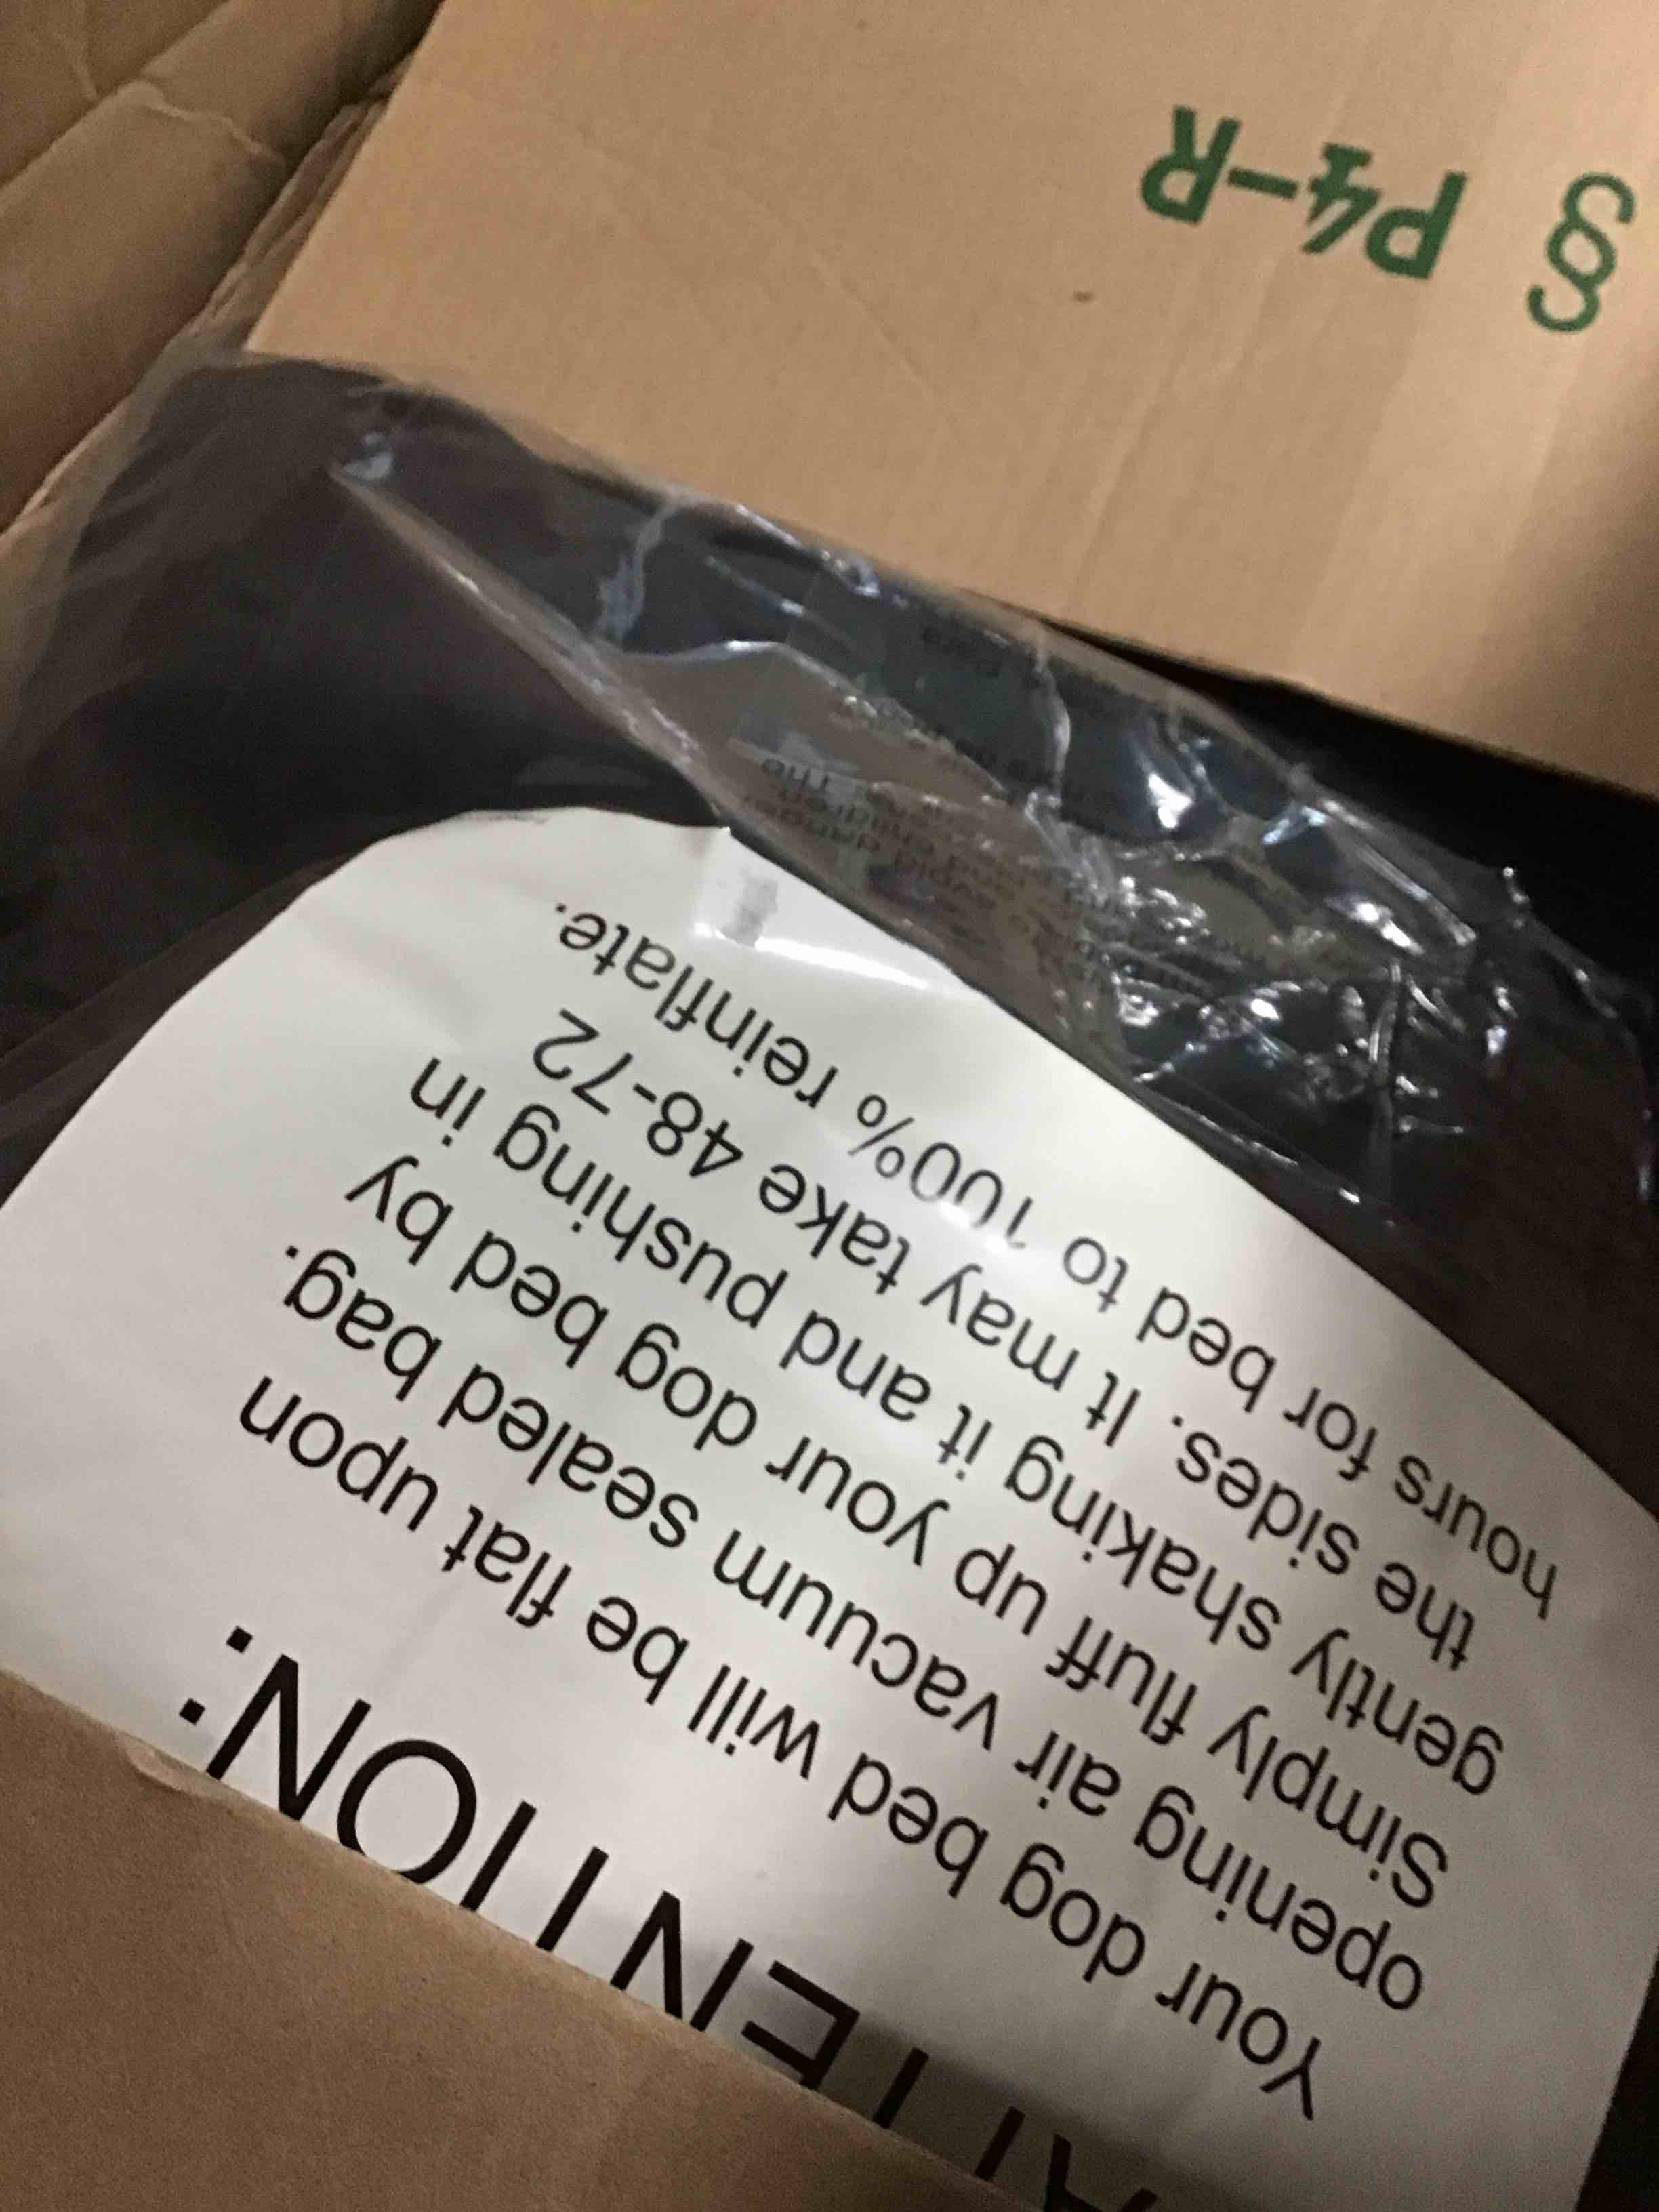 ATTENTION:
Your dog bed will be flat upon
opening air vacuum sealed bag.
Simply fluff up your dog bed by
gently shaking it and pushing in
the sides. It may take 48-72
hours for bed to 100% reinflate.
§ P4-R